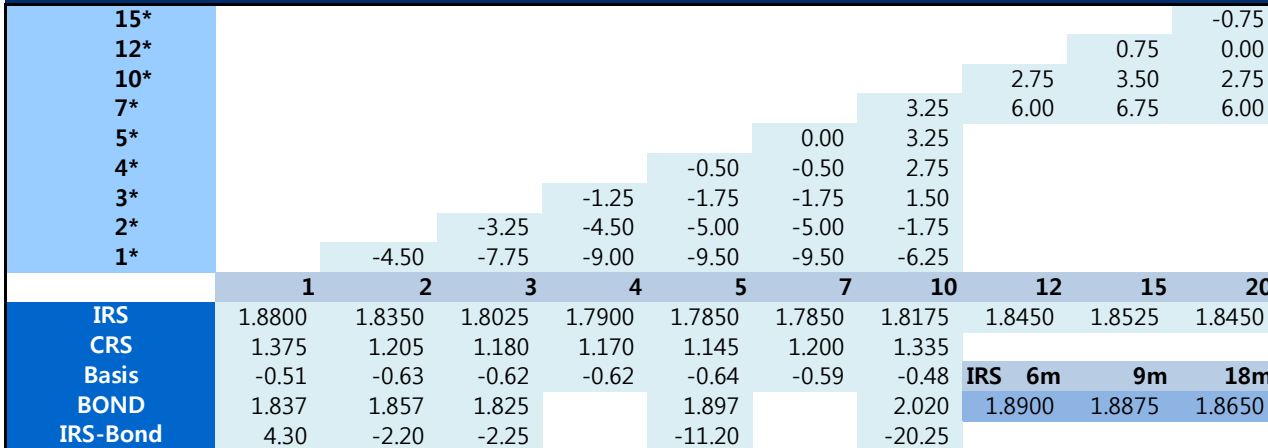 15* -0.75
12* 0.75 0.00
10* 2.75 3.50 2.75
7* 3.25 6.00 6.75 6.00
5* 0.00 3.25
4* -0.50 -0.50 2.75
3* -1.25 -1.75 -1.75 1.50
2* -3.25 -4.50 -5.00 -5.00 -1.75
1* -4.50 -7.75 -9.00 -9.50 -9.50 -6.25
1 2 3 4 5 7 10 12 15 20
IRS 1.8800 1.8350 1.8025 1.7900 1.7850 1.7850 1.8175 1.8450 1.8525 1.8450
CRS 1.375 1.205 1.180 1.170 1.145 1.200 1.335
Basis -0.51 -0.63 -0.62 -0.62 -0.64 -0.59 -0.48 IRS 6m 9m 18m
BOND 1.837 1.857 1.825 1.897 2.020 1.8900 1.8875 1.8650
IRS-Bond 4.30 -2.20 -2.25 -11.20 -20.25